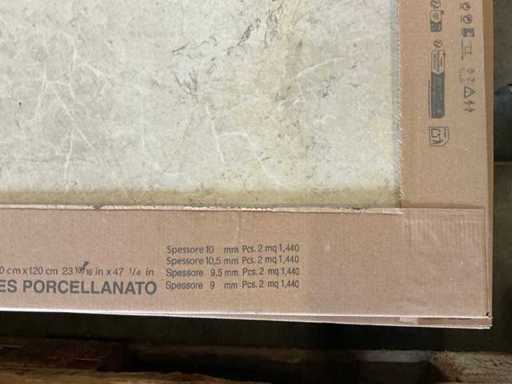 Spessore 10 mm Pcs. 2 mq 1,440
Spessore 10,5 mm Pcs. 2 mq 1,440
0 cm x 120 cm 23 in x 47 1/4 in Spessore 9,5 mm Pcs. 2 mq 1,440
ES PORCELLANATO Spessore 9 mm Pcs. 2 mq 1,440